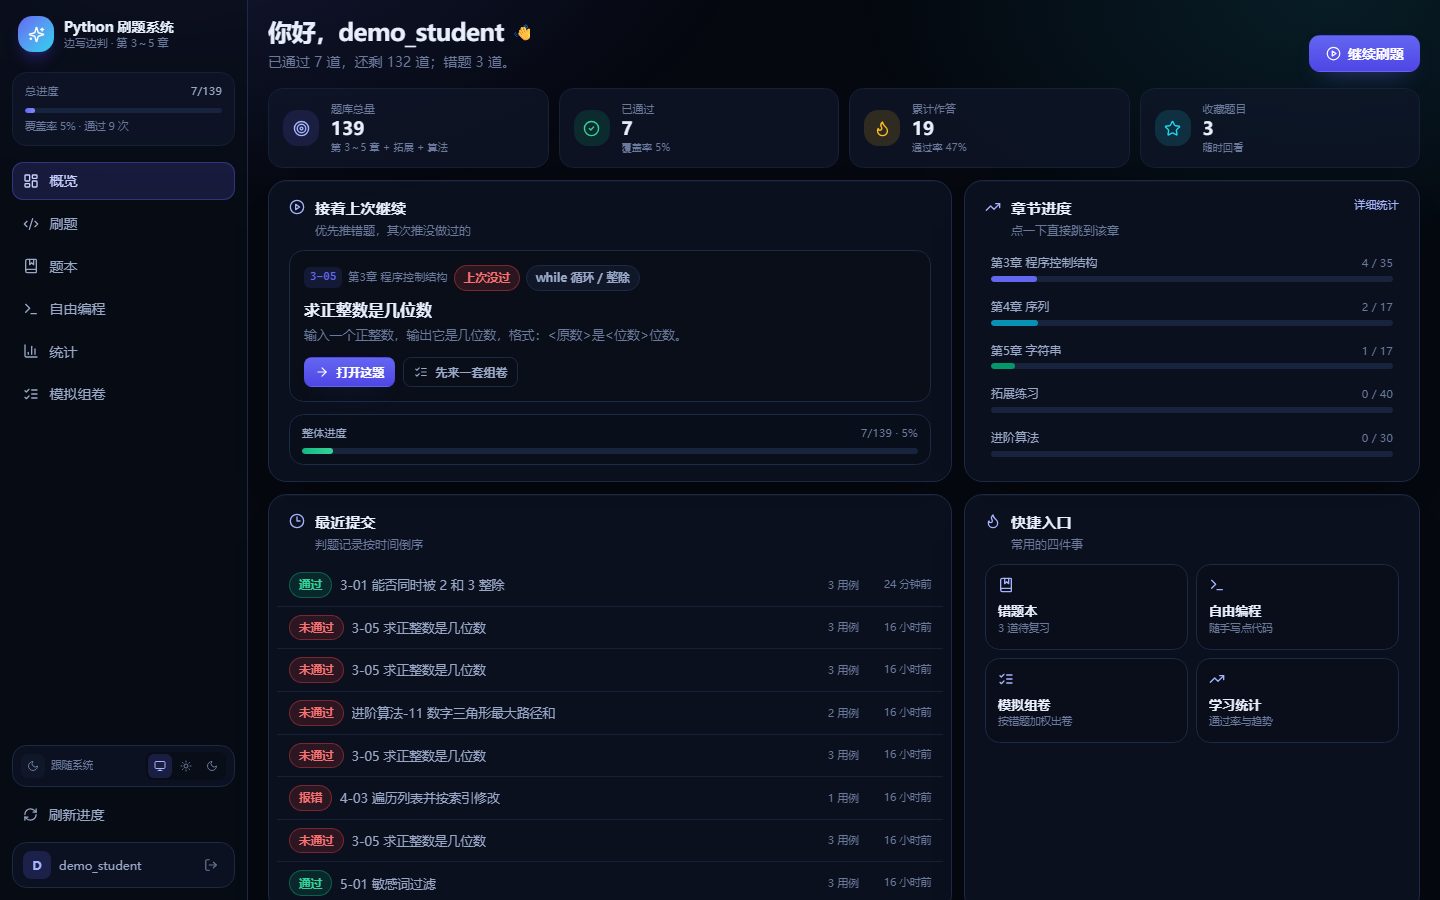 Python 刷题系统
边写边判 · 第 3～5 章
总进度 7/139
覆盖率 5% · 通过 9 次
概览
刷题
题本
自由编程
统计
模拟组卷
跟随系统
刷新进度
D demo_student
你好，demo_student 👋
已通过 7 道，还剩 132 道；错题 3 道。
继续刷题
题库总量
139
第 3～5 章 + 拓展 + 算法
已通过
7
覆盖率 5%
累计作答
19
通过率 47%
收藏题目
3
随时回看
接着上次继续
优先推错题，其次推没做过的
3-05 第3章 程序控制结构 上次没过 while 循环 / 整除
求正整数是几位数
输入一个正整数，输出它是几位数，格式：<原数>是<位数>位数。
打开这题 先来一套组卷
整体进度 7/139 · 5%
章节进度 详细统计
点一下直接跳到该章
第3章 程序控制结构 4 / 35
第4章 序列 2 / 17
第5章 字符串 1 / 17
拓展练习 0 / 40
进阶算法 0 / 30
最近提交
判题记录按时间倒序
通过 3-01 能否同时被 2 和 3 整除 3 用例 24 分钟前
未通过 3-05 求正整数是几位数 3 用例 16 小时前
未通过 3-05 求正整数是几位数 3 用例 16 小时前
未通过 进阶算法-11 数字三角形最大路径和 2 用例 16 小时前
未通过 3-05 求正整数是几位数 3 用例 16 小时前
报错 4-03 遍历列表并按索引修改 1 用例 16 小时前
未通过 3-05 求正整数是几位数 3 用例 16 小时前
通过 5-01 敏感词过滤 3 用例 16 小时前
快捷入口
常用的四件事
错题本
3 道待复习
自由编程
随手写点代码
模拟组卷
按错题加权出卷
学习统计
通过率与趋势